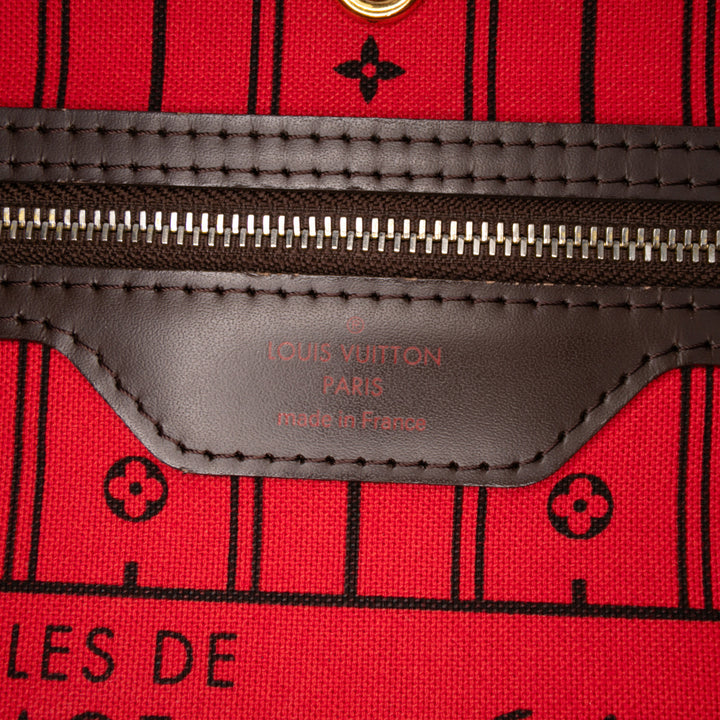 ®
LOUIS VUITTON
PARIS
made in France
LES DE